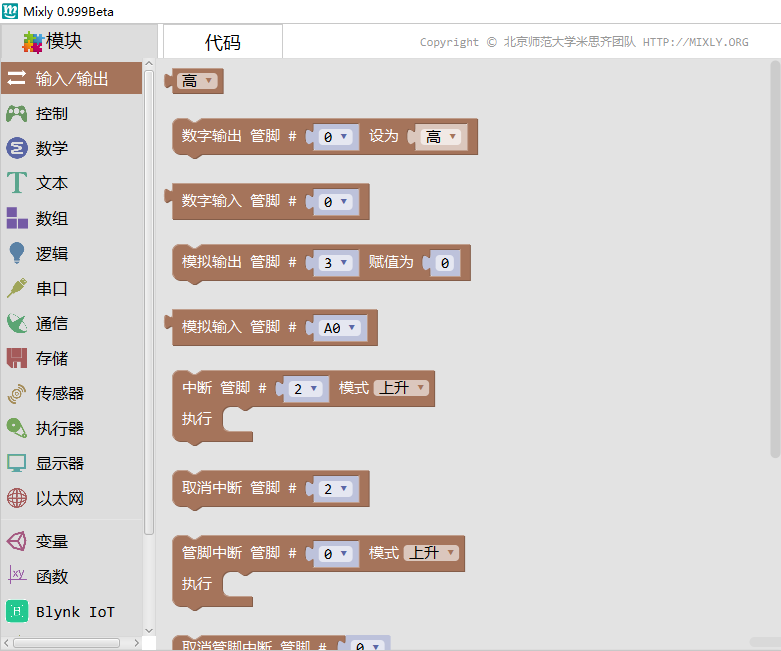 Mixly 0.999Beta
模块
代码
Copyright © 北京师范大学米思齐团队 HTTP://MIXLY.ORG
输入/输出
控制
数学
文本
数组
逻辑
串口
通信
存储
传感器
执行器
显示器
以太网
变量
函数
Blynk IoT
高
数字输出 管脚 # 0 设为 高
数字输入 管脚 # 0
模拟输出 管脚 # 3 赋值为 0
模拟输入 管脚 # A0
中断 管脚 # 2 模式 上升
执行
取消中断 管脚 # 2
管脚中断 管脚 # 0 模式 上升
执行
取消管脚中断 管脚 # 0